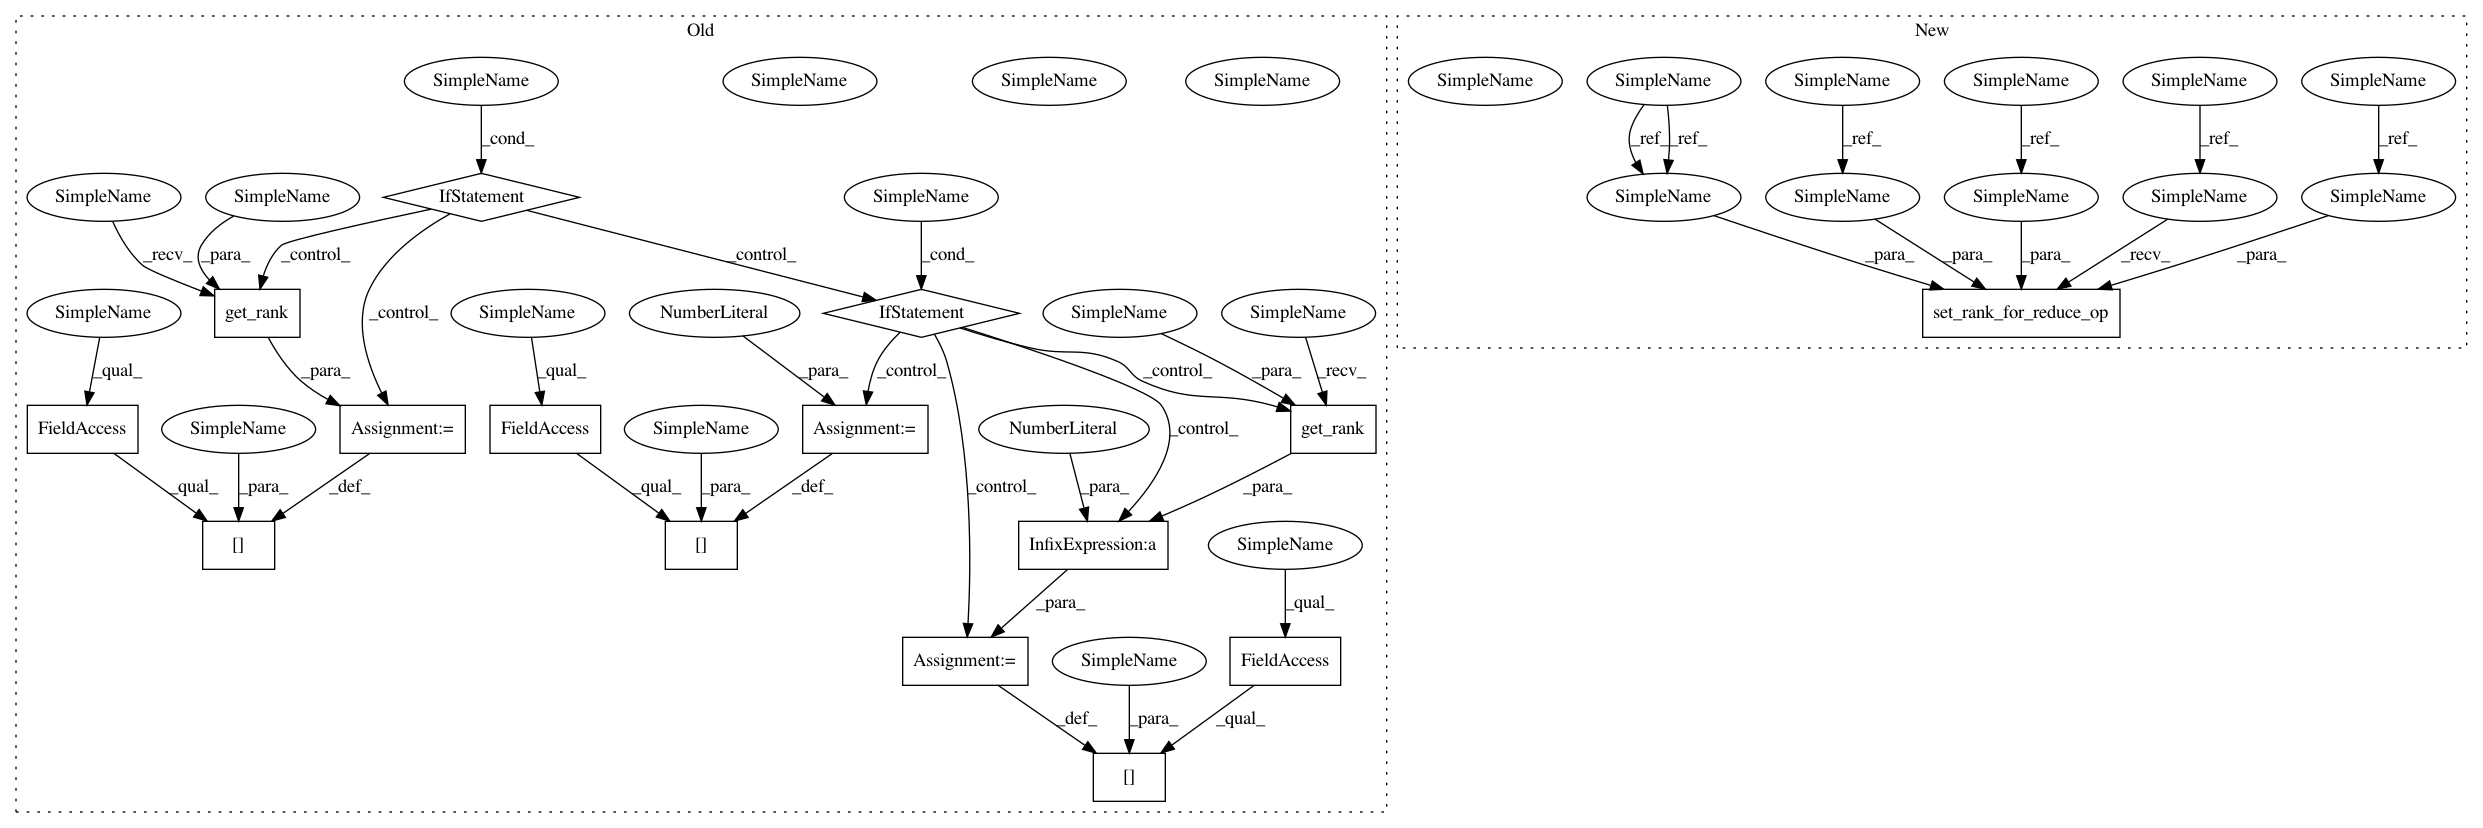 Old
New
SimpleName
SimpleName
SimpleName
SimpleName
SimpleName
SimpleName
SimpleName
SimpleName
SimpleName
SimpleName
_cond_
_ref_
_ref_
_ref_
_ref_
_ref_
_ref_
SimpleName
SimpleName
IfStatement
SimpleName
SimpleName
SimpleName
SimpleName
SimpleName
SimpleName
_recv_
_para_
_control_
_control_
_cond_
_para_
_para_
_para_
_recv_
_para_
SimpleName
get_rank
SimpleName
NumberLiteral
IfStatement
SimpleName
SimpleName
set_rank_for_reduce_op
_control_
_qual_
_para_
_qual_
_para_
_control_
_control_
_para_
_recv_
FieldAccess
SimpleName
Assignment:=
FieldAccess
SimpleName
Assignment:=
NumberLiteral
_control_
get_rank
_qual_
_para_
_def_
_qual_
_para_
_def_
_control_
_para_
_para_
[]
[]
InfixExpression:a
SimpleName
_para_
_qual_
Assignment:=
SimpleName
FieldAccess
_def_
_para_
_qual_
[]